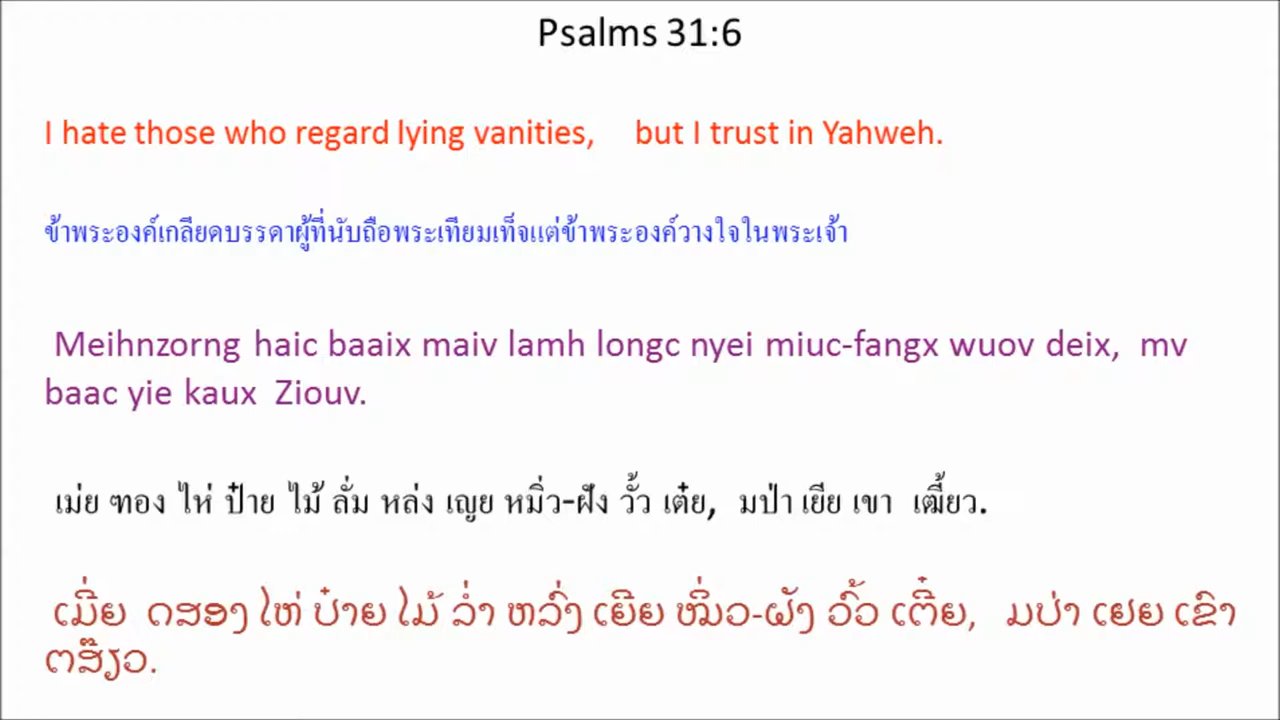 Psalms 31:6
I hate those who regard lying vanities, but I trust in Yahweh.
ข้าพระองค์เกลียดบรรดาผู้ที่นับถือพระเทียมเท็จแต่ข้าพระองค์วางใจในพระเจ้า
Meihnzorng haic baaix maiv lamh longc nyei miuc-fangx wuov deix, mv
baac yie kaux Ziouv.
เม่ย ฑอง ไห่ ป๋าย ไม้ ลั่ม หล่ง เญย หมิ่ว-ฝัง วั้ว เต๋ย, มป่า เยีย เขา เฒี้ยว.
ເມີ່ຍ ດສອງ ໄຫ່ ປ໋າຍ ໄມ້ ລ່ຳ ຫລົ່ງ ເຍີຍ ໝິ່ວ-ຝັງ ວົ້ວ ເຕີ໋ຍ, ມປ່າ ເຢຍ ເຂົາ
ຕສ໊ຽວ.